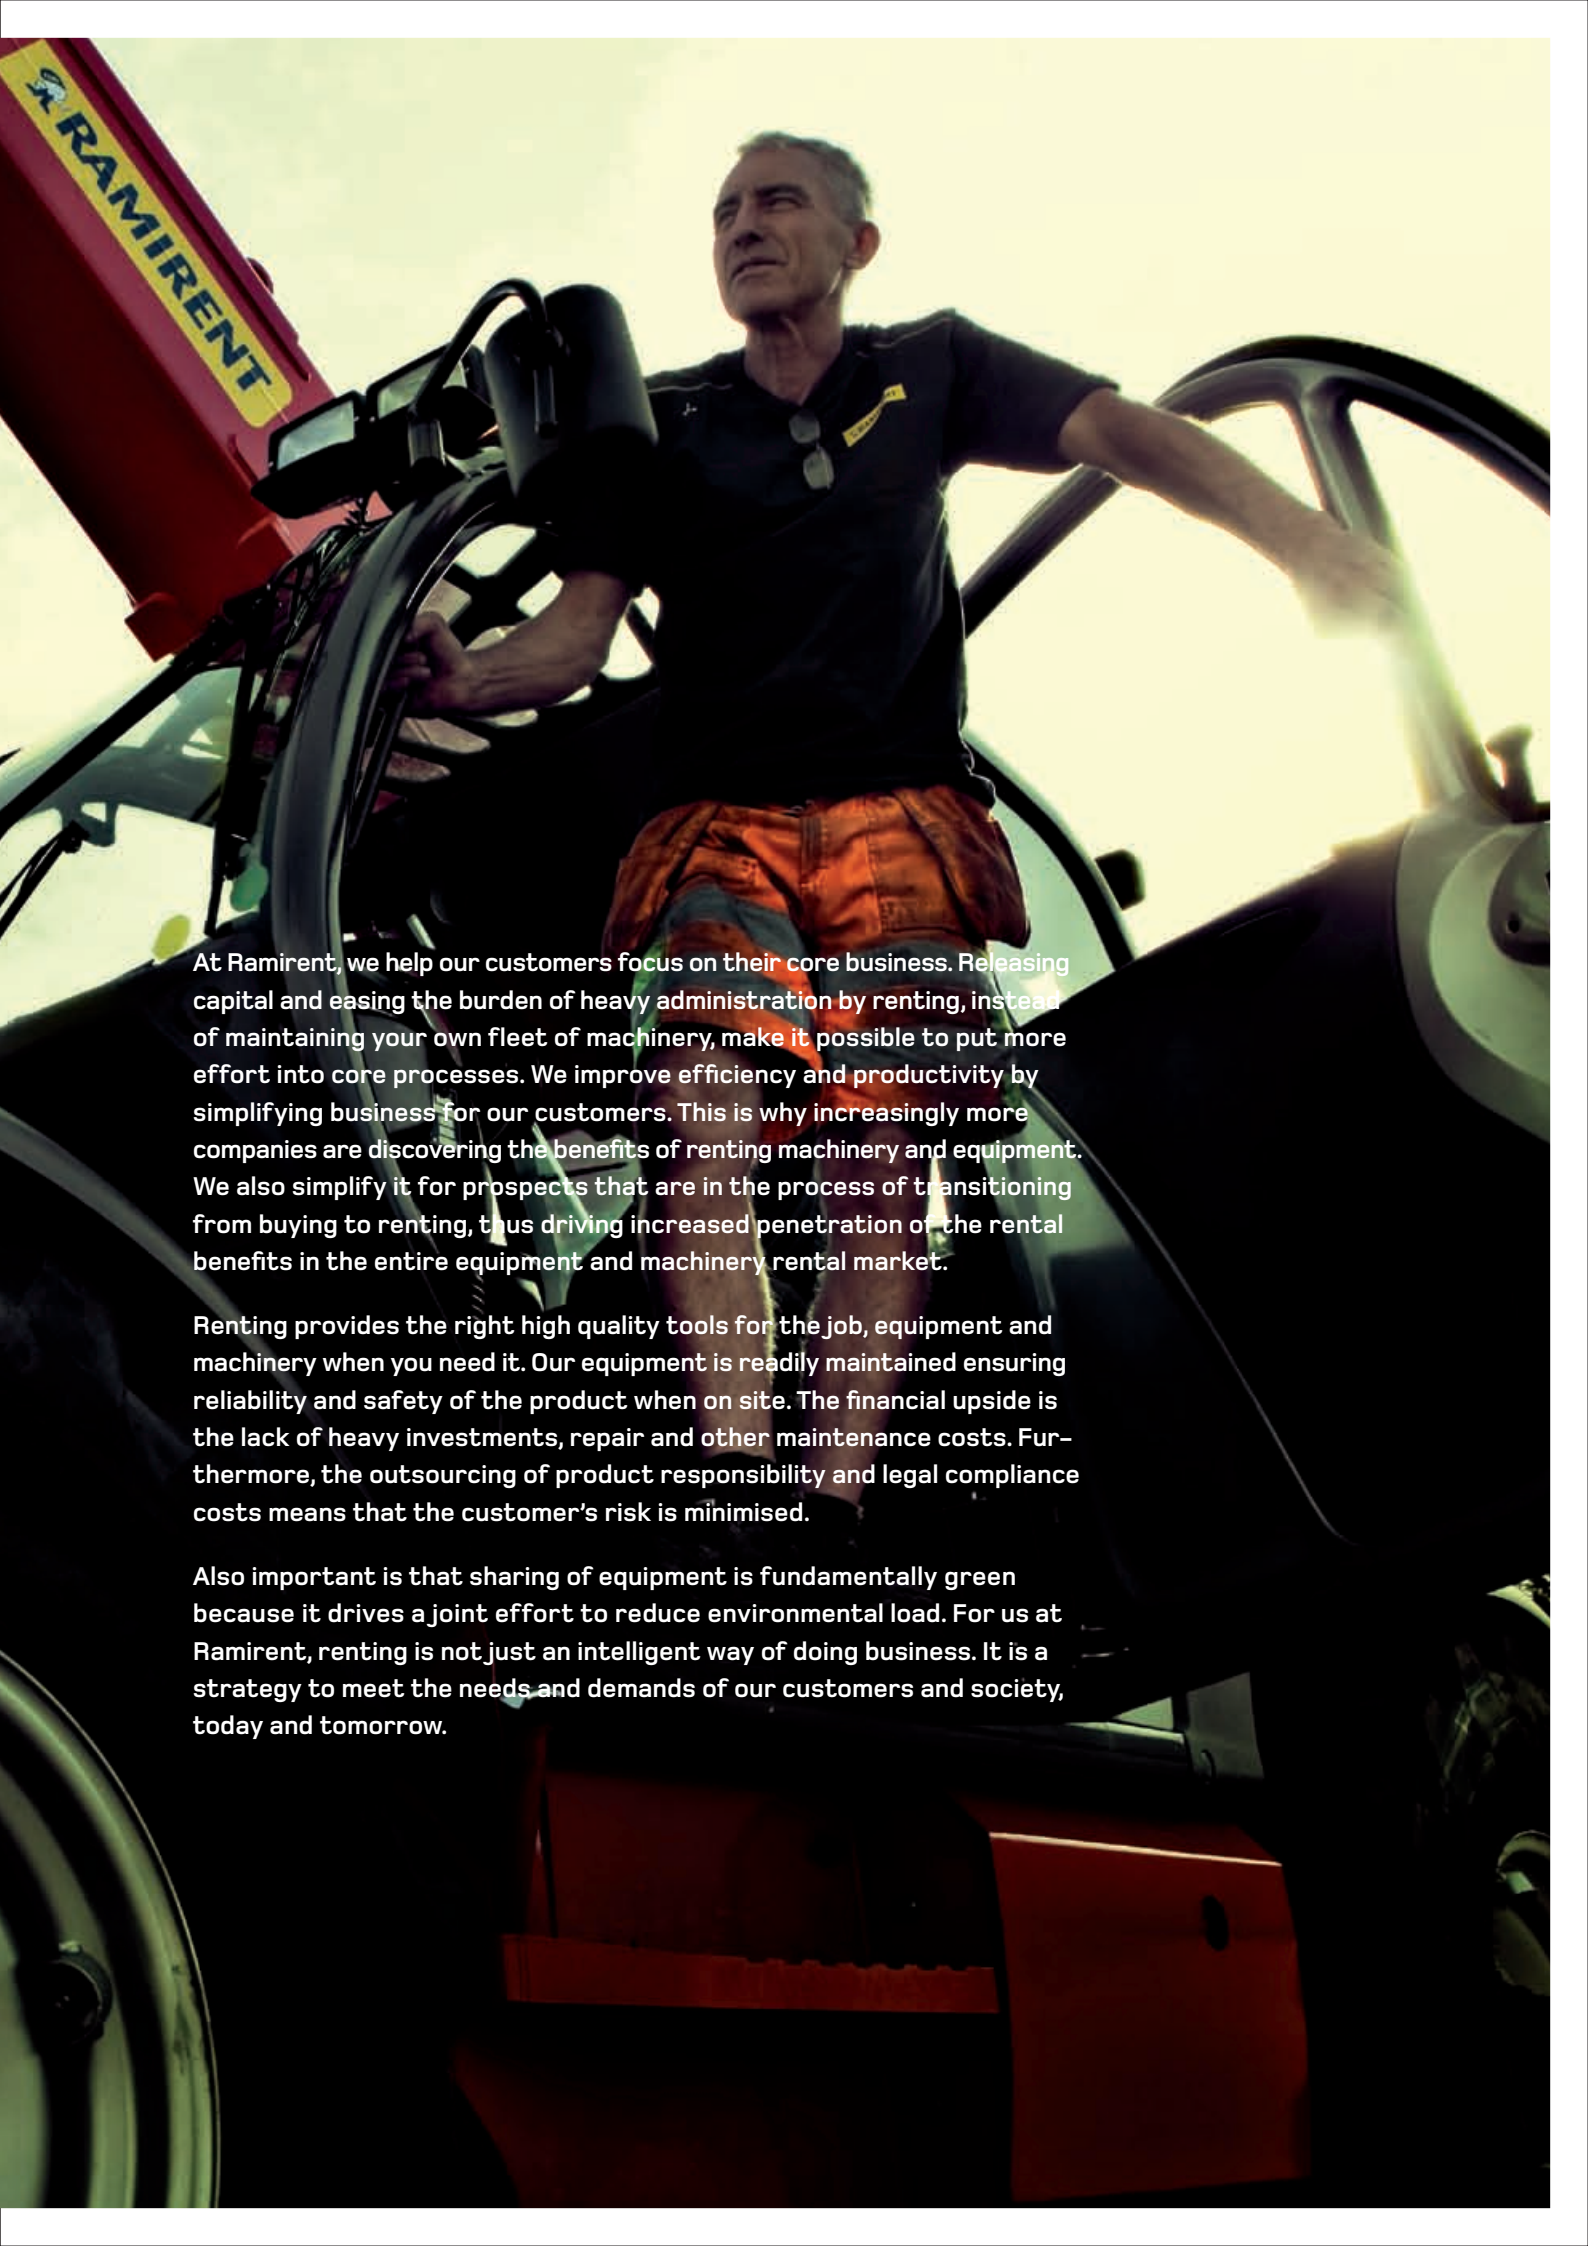 RAMIRENT
At Ramirent, we help our customers focus on their core business. Releasing
capital and easing the burden of heavy administration by renting, instead
of maintaining your own fleet of machinery, make it possible to put more
effort into core processes. We improve efficiency and productivity by
simplifying business for our customers. This is why increasingly more
companies are discovering the benefits of renting machinery and equipment.
We also simplify it for prospects that are in the process of transitioning
from buying to renting, thus driving increased penetration of the rental
benefits in the entire equipment and machinery rental market.
Renting provides the right high quality tools for the job, equipment and
machinery when you need it. Our equipment is readily maintained ensuring
reliability and safety of the product when on site. The financial upside is
the lack of heavy investments, repair and other maintenance costs. Fur–
thermore, the outsourcing of product responsibility and legal compliance
costs means that the customer’s risk is minimised.
Also important is that sharing of equipment is fundamentally green
because it drives a joint effort to reduce environmental load. For us at
Ramirent, renting is not just an intelligent way of doing business. It is a
strategy to meet the needs and demands of our customers and society,
today and tomorrow.